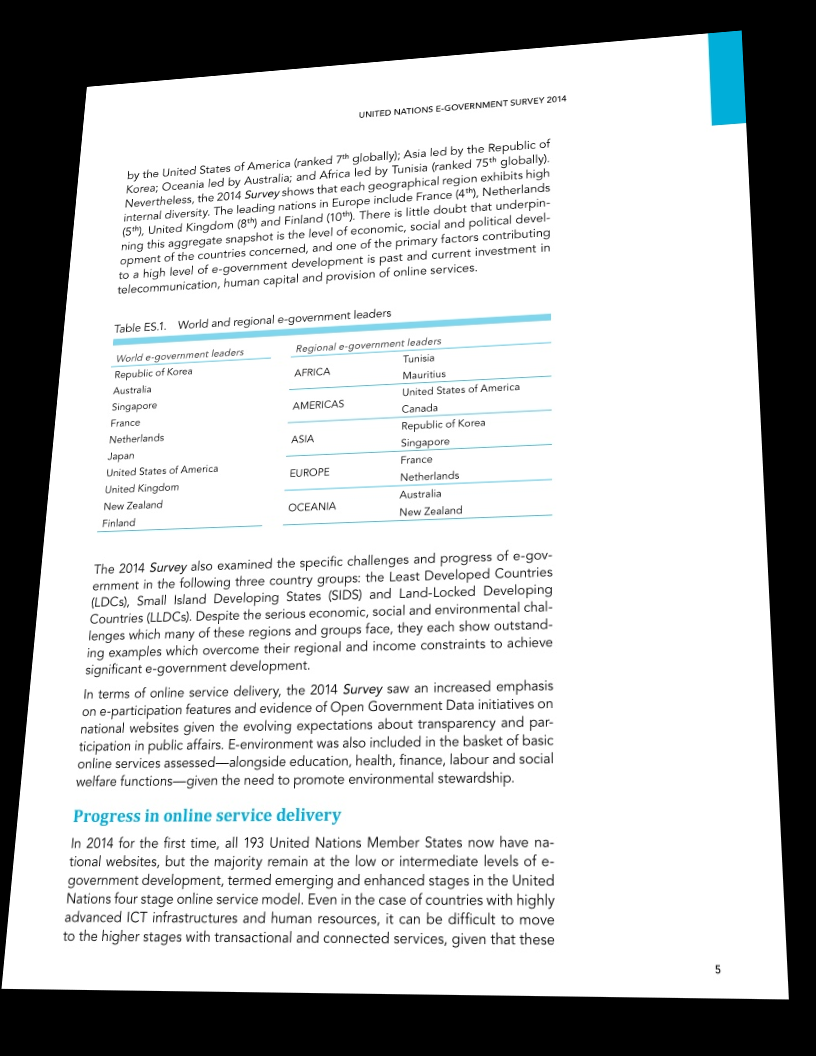 UNITED NATIONS E-GOVERNMENT SURVEY 2014
by the United States of America (ranked 7th globally); Asia led by the Republic of
Korea; Oceania led by Australia; and Africa led by Tunisia (ranked 75th globally).
Nevertheless, the 2014 Survey shows that each geographical region exhibits high
internal diversity. The leading nations in Europe include France (4th), Netherlands
(5th), United Kingdom (8th) and Finland (10th). There is little doubt that underpin-
ning this aggregate snapshot is the level of economic, social and political devel-
opment of the countries concerned, and one of the primary factors contributing
to a high level of e-government development is past and current investment in
telecommunication, human capital and provision of online services.
Table ES.1. World and regional e-government leaders
World e-government leaders
Republic of Korea
Australia
Singapore
France
Netherlands
Japan
United States of America
United Kingdom
New Zealand
Finland
Regional e-government leaders
AFRICA
Tunisia
Mauritius
AMERICAS
United States of America
Canada
ASIA
Republic of Korea
Singapore
EUROPE
France
Netherlands
OCEANIA
Australia
New Zealand
The 2014 Survey also examined the specific challenges and progress of e-gov-
ernment in the following three country groups: the Least Developed Countries
(LDCs), Small Island Developing States (SIDS) and Land-Locked Developing
Countries (LLDCs). Despite the serious economic, social and environmental chal-
lenges which many of these regions and groups face, they each show outstand-
ing examples which overcome their regional and income constraints to achieve
significant e-government development.
In terms of online service delivery, the 2014 Survey saw an increased emphasis
on e-participation features and evidence of Open Government Data initiatives on
national websites given the evolving expectations about transparency and par-
ticipation in public affairs. E-environment was also included in the basket of basic
online services assessed—alongside education, health, finance, labour and social
welfare functions—given the need to promote environmental stewardship.
Progress in online service delivery
In 2014 for the first time, all 193 United Nations Member States now have na-
tional websites, but the majority remain at the low or intermediate levels of e-
government development, termed emerging and enhanced stages in the United
Nations four stage online service model. Even in the case of countries with highly
advanced ICT infrastructures and human resources, it can be difficult to move
to the higher stages with transactional and connected services, given that these
5